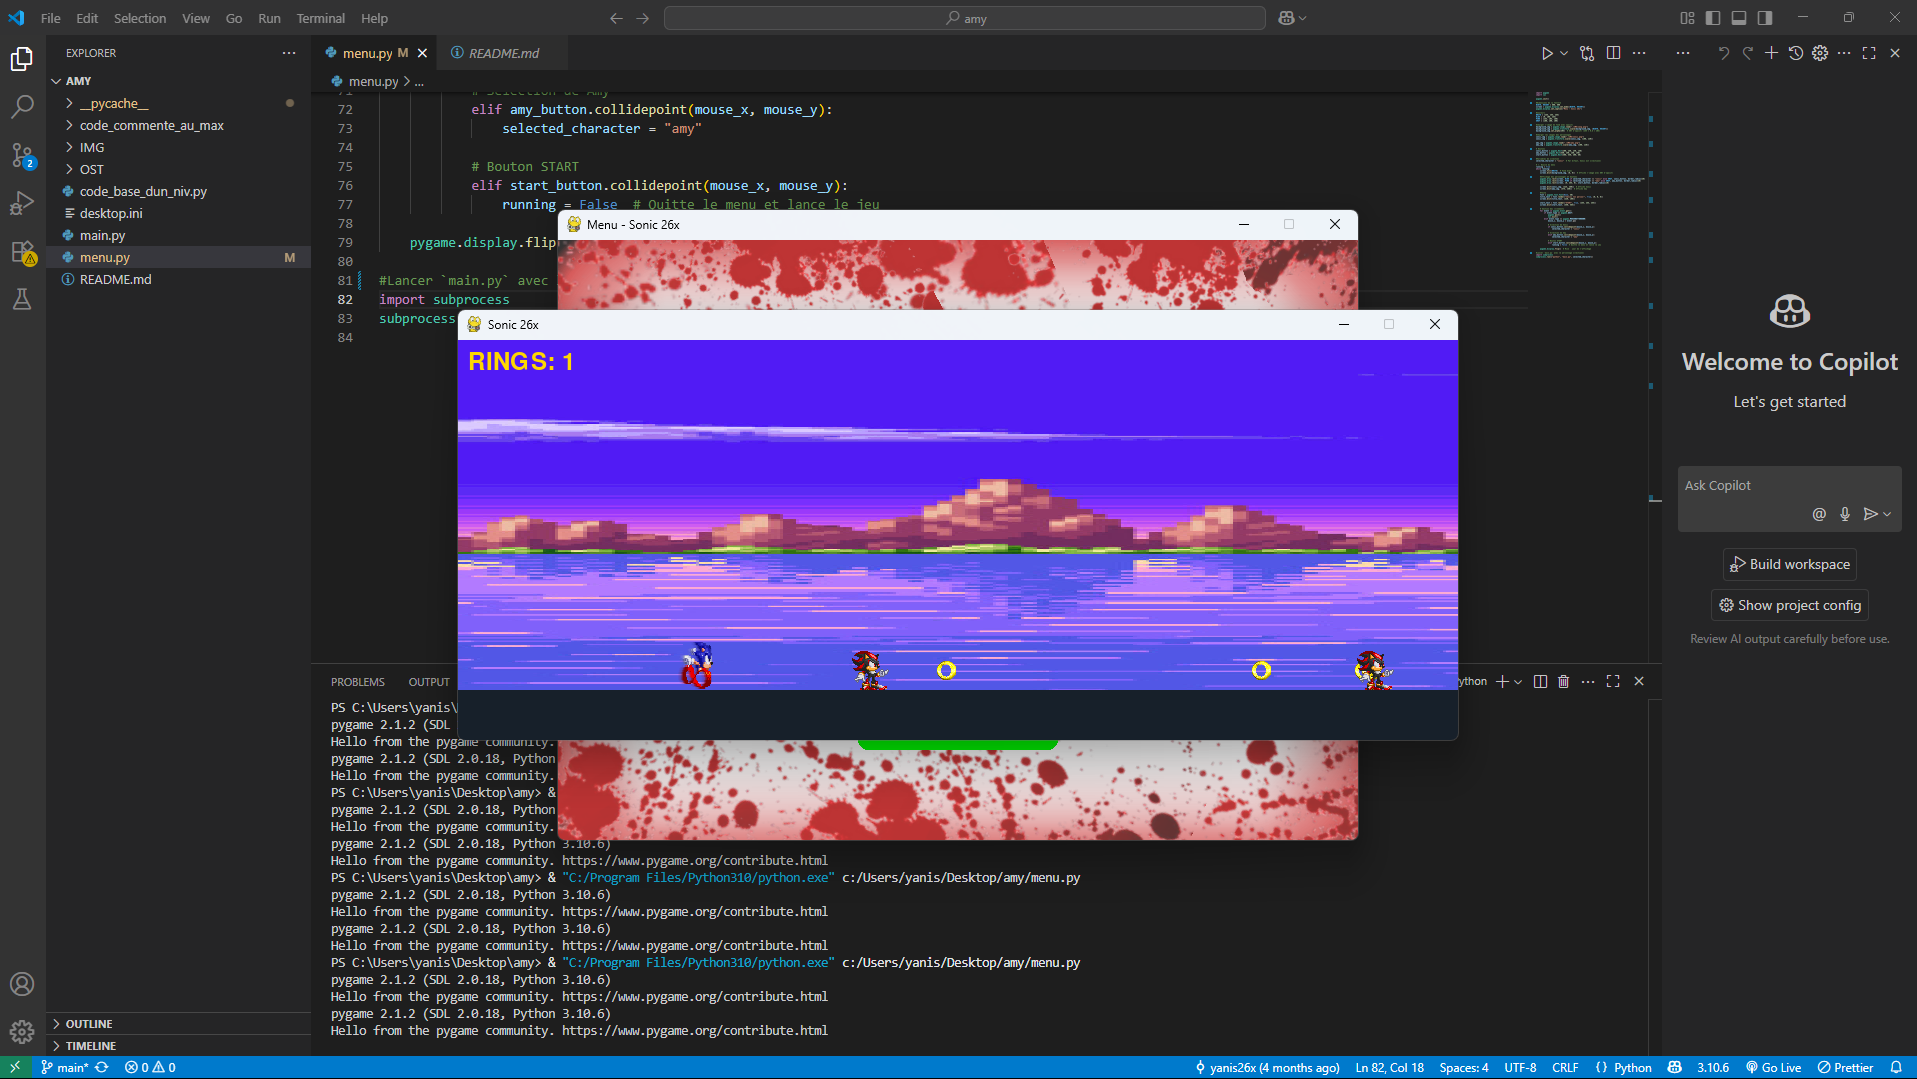 File Edit Selection View Go Run Terminal Help
amy
EXPLORER
AMY
__pycache__
code_commente_au_max
IMG
OST
code_base_dun_niv.py
desktop.ini
main.py
menu.py M
README.md
OUTLINE
TIMELINE
2
menu.py M
README.md
menu.py > ...
72 elif amy_button.collidepoint(mouse_x, mouse_y):
73 selected_character = "amy"
74
75 # Bouton START
76 elif start_button.collidepoint(mouse_x, mouse_y):
77 running = False # Quitte le menu et lance le jeu
78
79 pygame.display.flip
80
81 #Lancer `main.py` avec
82 import subprocess
83 subprocess
84
Menu - Sonic 26x
Sonic 26x
RINGS: 1
PROBLEMS OUTPUT
PS C:\Users\yanis\
pygame 2.1.2 (SDL
Hello from the pygame community.
pygame 2.1.2 (SDL 2.0.18, Python
Hello from the pygame community.
PS C:\Users\yanis\Desktop\amy> &
pygame 2.1.2 (SDL 2.0.18, Python
Hello from the pygame community.
pygame 2.1.2 (SDL 2.0.18, Python 3.10.6)
Hello from the pygame community. https://www.pygame.org/contribute.html
PS C:\Users\yanis\Desktop\amy> & "C:/Program Files/Python310/python.exe" c:/Users/yanis/Desktop/amy/menu.py
pygame 2.1.2 (SDL 2.0.18, Python 3.10.6)
Hello from the pygame community. https://www.pygame.org/contribute.html
pygame 2.1.2 (SDL 2.0.18, Python 3.10.6)
Hello from the pygame community. https://www.pygame.org/contribute.html
PS C:\Users\yanis\Desktop\amy> & "C:/Program Files/Python310/python.exe" c:/Users/yanis/Desktop/amy/menu.py
pygame 2.1.2 (SDL 2.0.18, Python 3.10.6)
Hello from the pygame community. https://www.pygame.org/contribute.html
pygame 2.1.2 (SDL 2.0.18, Python 3.10.6)
Hello from the pygame community. https://www.pygame.org/contribute.html
ython
Welcome to Copilot
Let's get started
Ask Copilot
Build workspace
Show project config
Review AI output carefully before use.
main* 0 0
yanis26x (4 months ago) Ln 82, Col 18 Spaces: 4 UTF-8 CRLF {} Python 3.10.6 Go Live Prettier